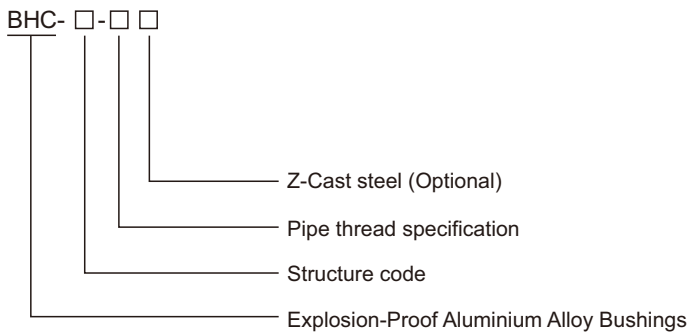 BHC- □ - □ □
Z-Cast steel (Optional)
Pipe thread specification
Structure code
Explosion-Proof Aluminium Alloy Bushings